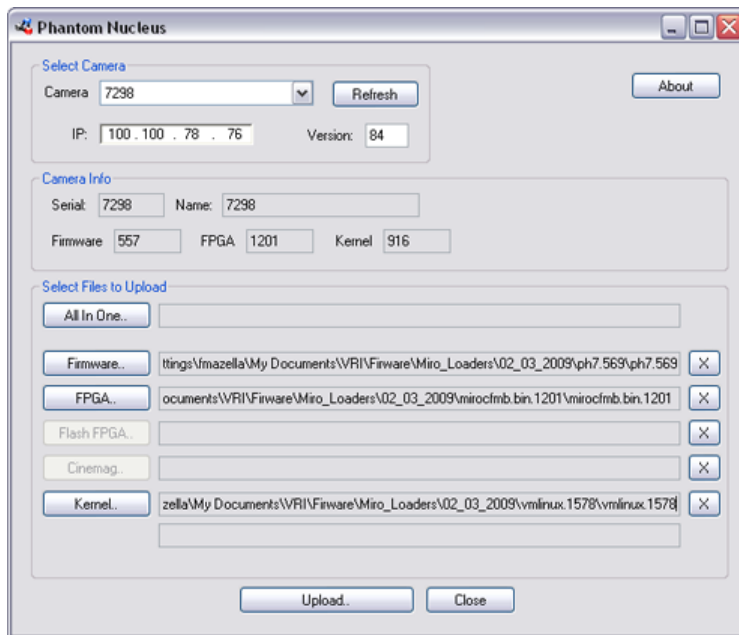 Phantom Nucleus
Select Camera
Camera 7298 Refresh About
IP: 100 . 100 . 78 . 76 Version: 84
Camera Info
Serial: 7298 Name: 7298
Firmware 557 FPGA 1201 Kernel 916
Select Files to Upload
All In One..
Firmware.. ttings\fmazella\My Documents\VRI\Firware\Miro_Loaders\02_03_2009\ph7.569\ph7.569 X
FPGA.. ocuments\VRI\Firware\Miro_Loaders\02_03_2009\mirocfmb.bin.1201\mirocfmb.bin.1201 X
Flash FPGA.. X
Cinemag.. X
Kernel.. zella\My Documents\VRI\Firware\Miro_Loaders\02_03_2009\vmlinux.1578\vmlinux.1578 X
Upload.. Close